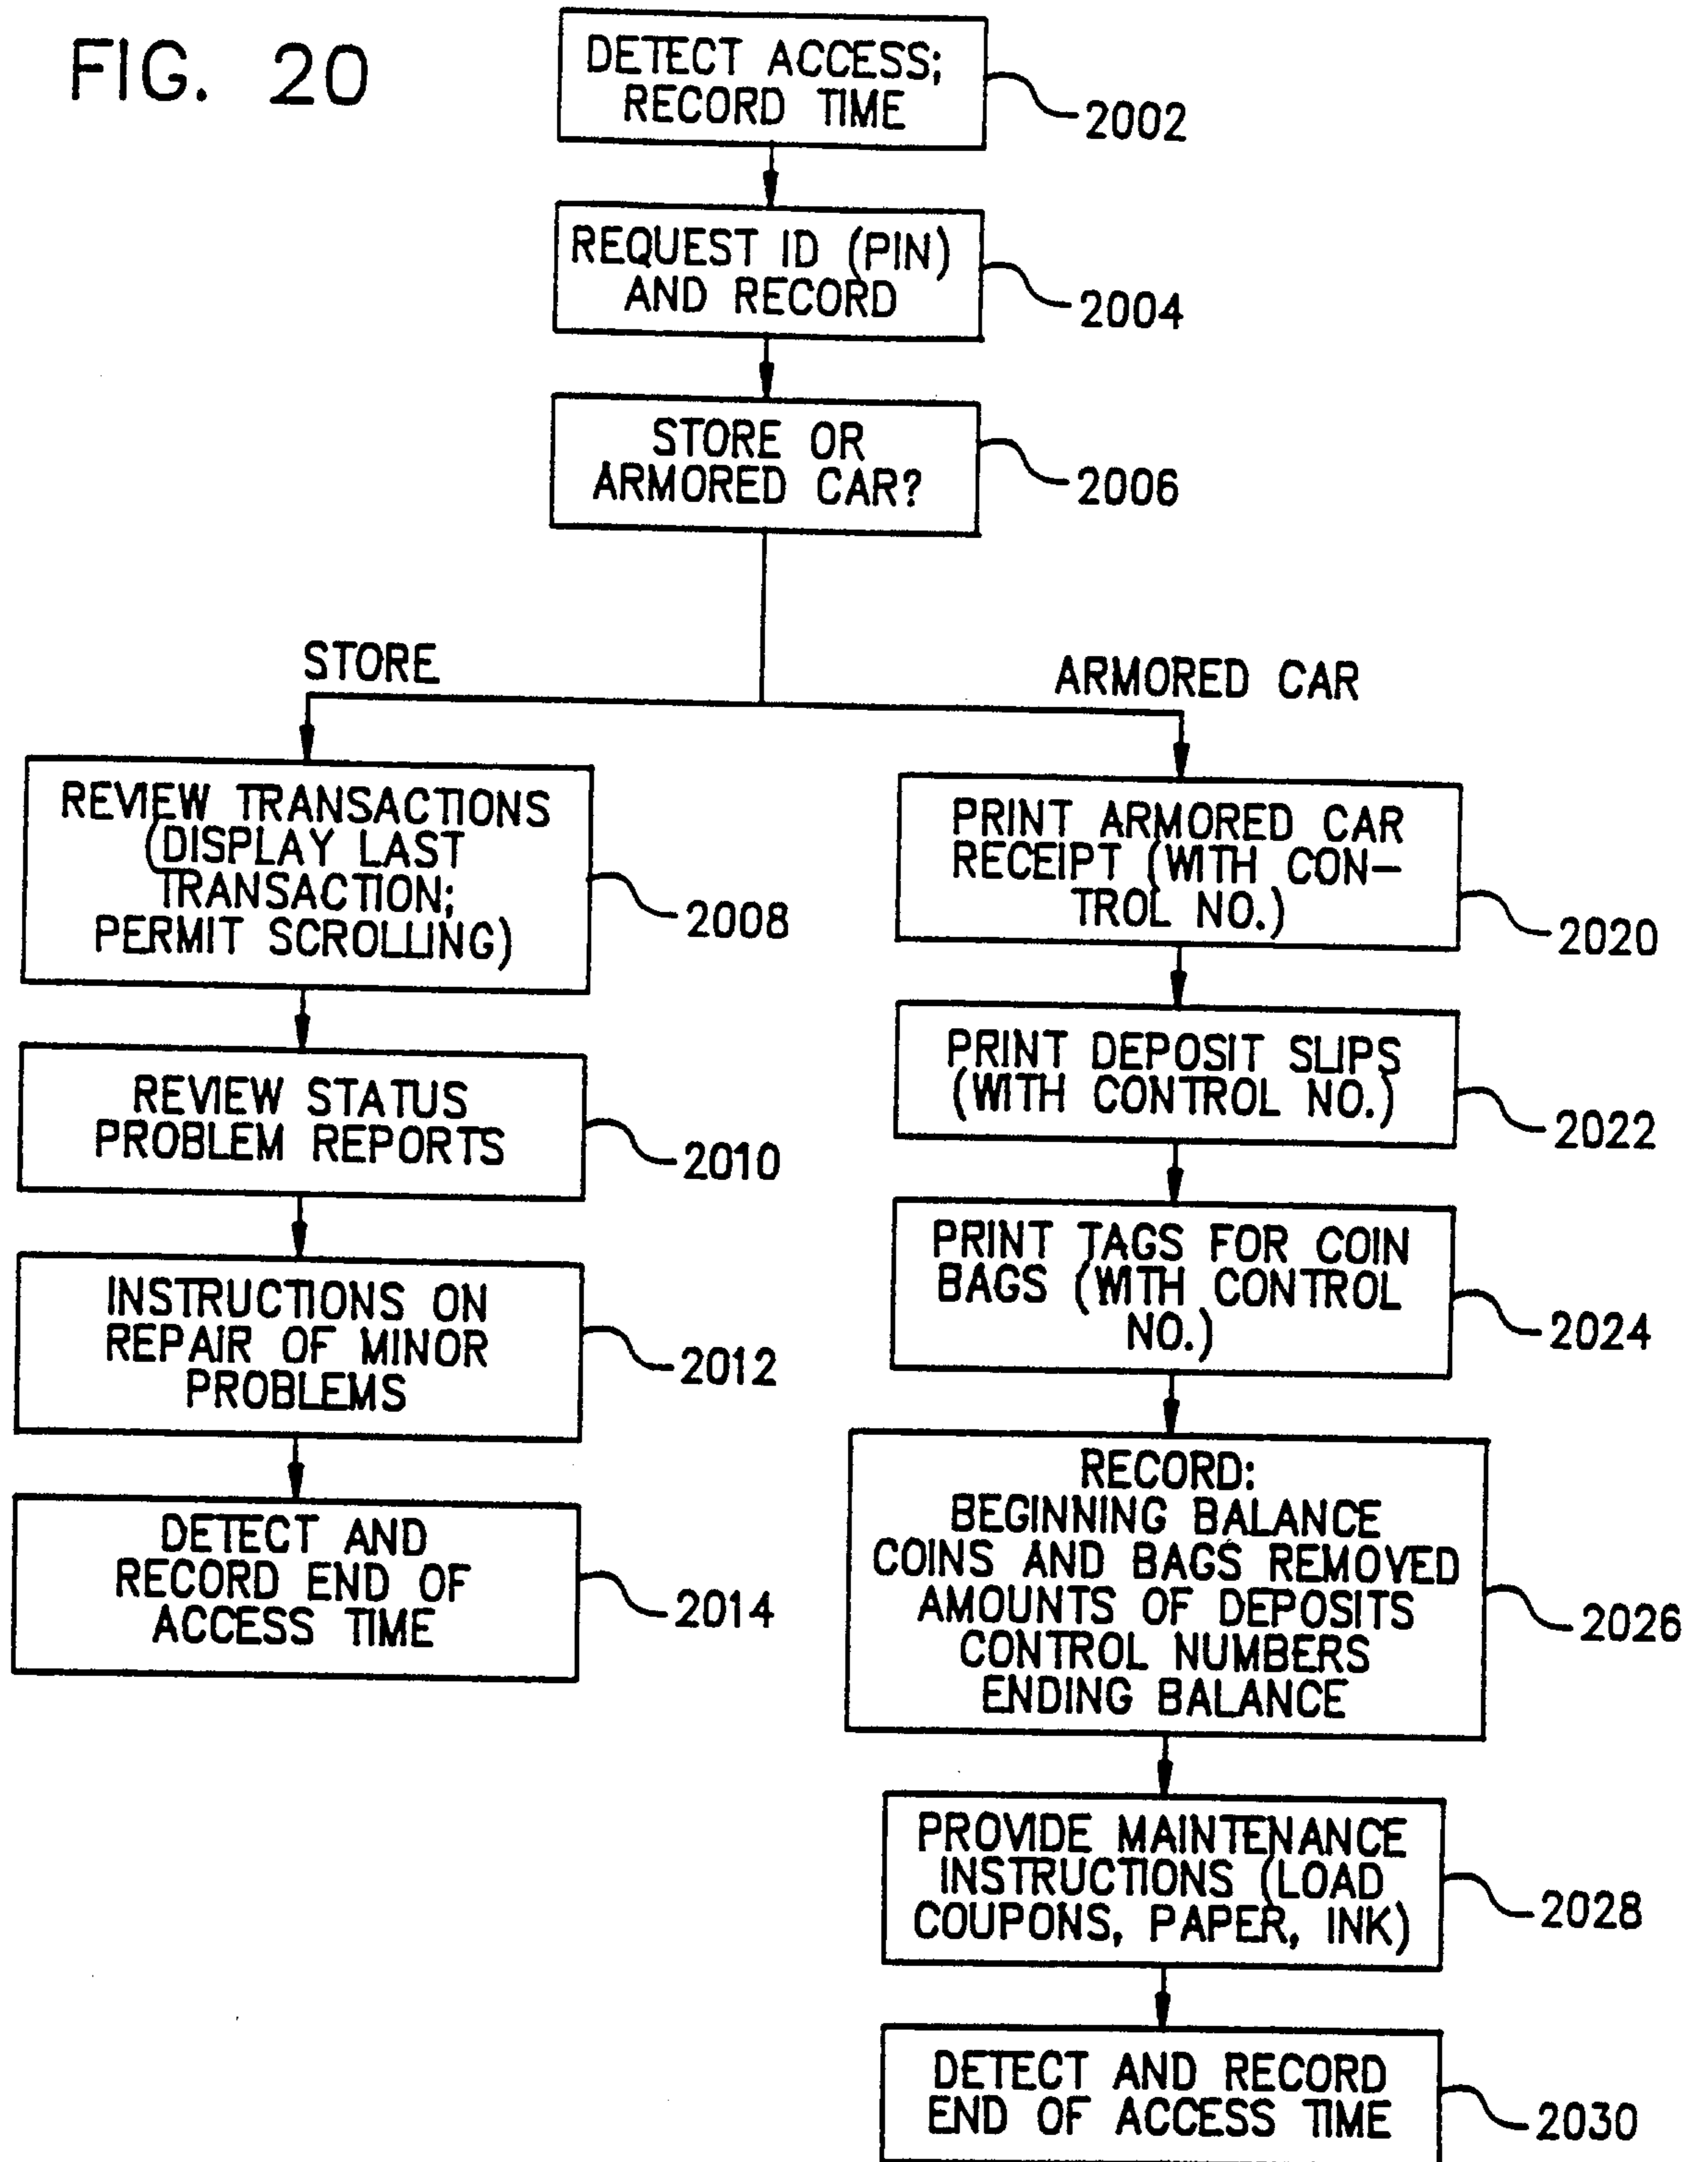 FIG. 20
DETECT ACCESS;
RECORD TIME
2002
REQUEST ID (PIN)
AND RECORD
2004
STORE OR
ARMORED CAR?
2006
STORE
ARMORED CAR
REVIEW TRANSACTIONS
(DISPLAY LAST
TRANSACTION;
PERMIT SCROLLING)
2008
REVIEW STATUS
PROBLEM REPORTS
2010
INSTRUCTIONS ON
REPAIR OF MINOR
PROBLEMS
2012
DETECT AND
RECORD END OF
ACCESS TIME
2014
PRINT ARMORED CAR
RECEIPT (WITH CON-
TROL NO.)
2020
PRINT DEPOSIT SLIPS
(WITH CONTROL NO.)
2022
PRINT TAGS FOR COIN
BAGS (WITH CONTROL
NO.)
2024
RECORD:
BEGINNING BALANCE
COINS AND BAGS REMOVED
AMOUNTS OF DEPOSITS
CONTROL NUMBERS
ENDING BALANCE
2026
PROVIDE MAINTENANCE
INSTRUCTIONS (LOAD
COUPONS, PAPER, INK)
2028
DETECT AND RECORD
END OF ACCESS TIME
2030